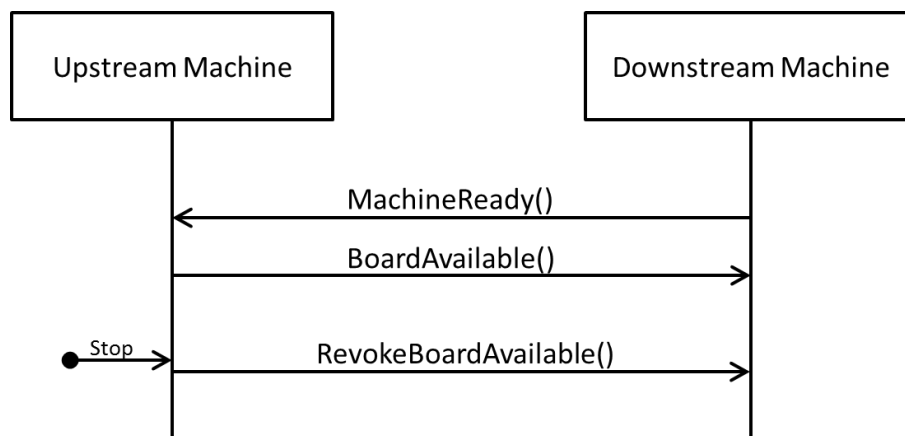 Upstream Machine
Downstream Machine
MachineReady()
BoardAvailable()
Stop
RevokeBoardAvailable()